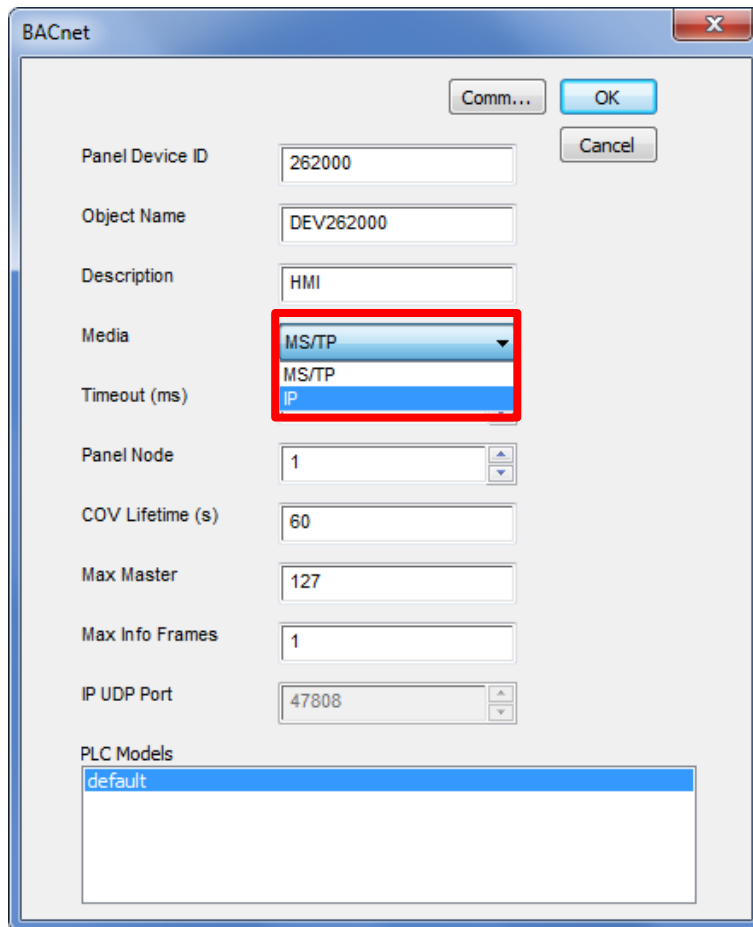 BACnet
Comm...
OK
Cancel
Panel Device ID
262000
Object Name
DEV262000
Description
HMI
Media
MS/TP
MS/TP
IP
Timeout (ms)
Panel Node
1
COV Lifetime (s)
60
Max Master
127
Max Info Frames
1
IP UDP Port
47808
PLC Models
default